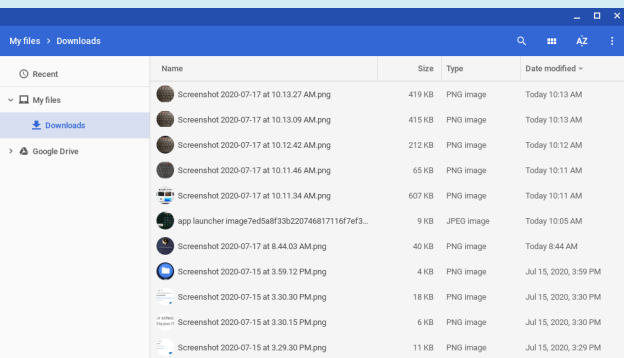 My files > Downloads
AZ
Recent
My files
Downloads
Google Drive
Name Size Type Date modified
Screenshot 2020-07-17 at 10.13.27 AM.png 419 KB PNG image Today 10:13 AM
Screenshot 2020-07-17 at 10.13.09 AM.png 415 KB PNG image Today 10:13 AM
Screenshot 2020-07-17 at 10.12.42 AM.png 212 KB PNG image Today 10:12 AM
Screenshot 2020-07-17 at 10.11.46 AM.png 65 KB PNG image Today 10:11 AM
Screenshot 2020-07-17 at 10.11.34 AM.png 607 KB PNG image Today 10:11 AM
app launcher image7ed5a8f33b220746817116f7ef3... 9 KB JPEG image Today 10:05 AM
Screenshot 2020-07-17 at 8.44.03 AM.png 40 KB PNG image Today 8:44 AM
Screenshot 2020-07-15 at 3.59.12 PM.png 4 KB PNG image Jul 15, 2020, 3:59 PM
Screenshot 2020-07-15 at 3.30.30 PM.png 18 KB PNG image Jul 15, 2020, 3:30 PM
Screenshot 2020-07-15 at 3.30.15 PM.png 6 KB PNG image Jul 15, 2020, 3:30 PM
Screenshot 2020-07-15 at 3.29.30 PM.png 11 KB PNG image Jul 15, 2020, 3:29 PM